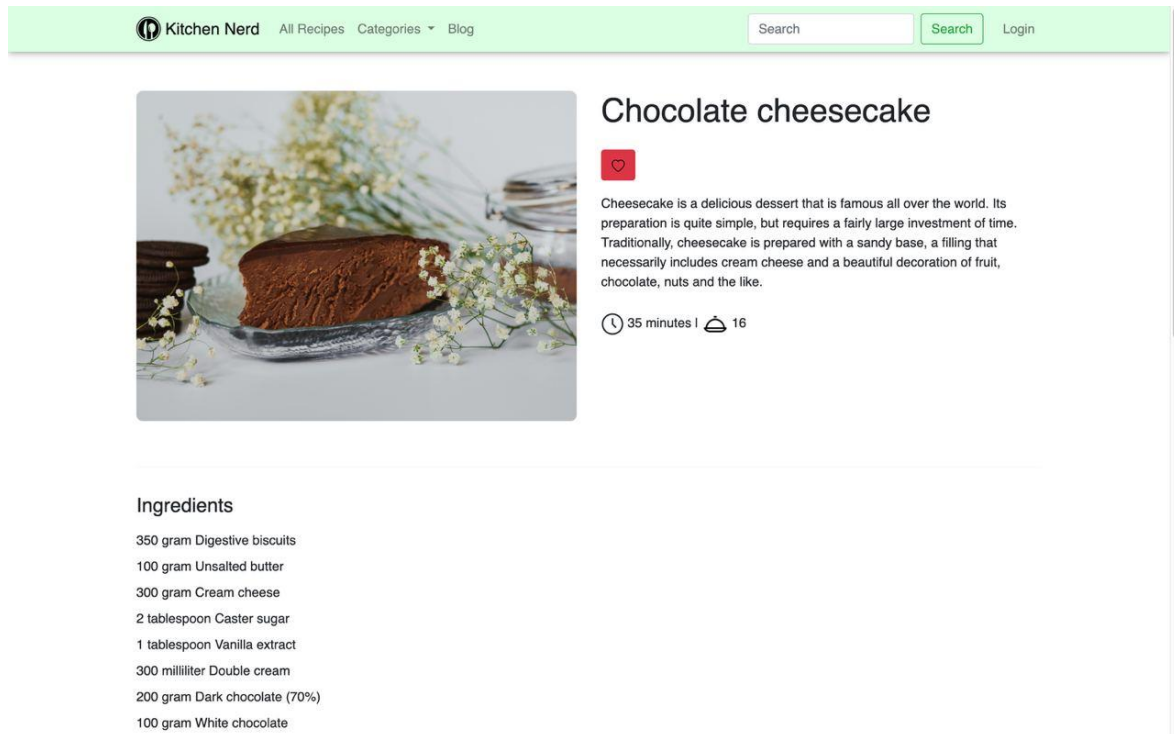 Kitchen Nerd All Recipes Categories Blog Search Search Login
Chocolate cheesecake
Cheesecake is a delicious dessert that is famous all over the world. Its
preparation is quite simple, but requires a fairly large investment of time.
Traditionally, cheesecake is prepared with a sandy base, a filling that
necessarily includes cream cheese and a beautiful decoration of fruit,
chocolate, nuts and the like.
35 minutes | 16
Ingredients
350 gram Digestive biscuits
100 gram Unsalted butter
300 gram Cream cheese
2 tablespoon Caster sugar
1 tablespoon Vanilla extract
300 milliliter Double cream
200 gram Dark chocolate (70%)
100 gram White chocolate